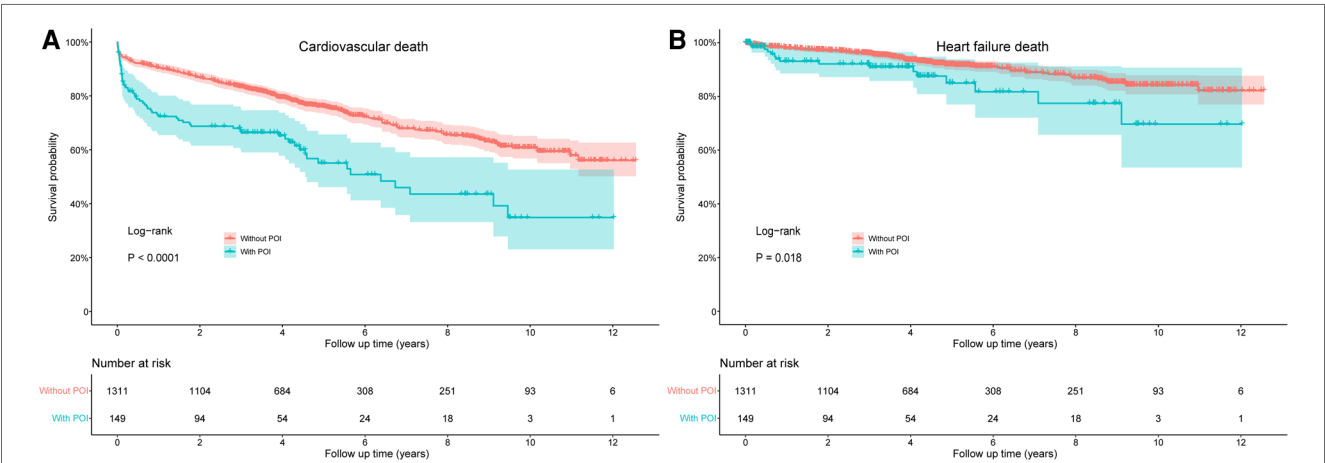 A
Cardiovascular death
100%
80%
60%
40%
20%
0
Survival probability
Log-rank
P < 0.0001
Without POI
With POI
0 2 4 6 8 10 12
Follow up time (years)
Number at risk
Without POI 1311 1104 684 308 251 93 6
With POI 149 94 54 24 18 3 1
0 2 4 6 8 10 12
Follow up time (years)
B
Heart failure death
100%
80%
60%
40%
20%
0
Survival probability
Log-rank
P = 0.018
Without POI
With POI
0 2 4 6 8 10 12
Follow up time (years)
Number at risk
Without POI 1311 1104 684 308 251 93 6
With POI 149 94 54 24 18 3 1
0 2 4 6 8 10 12
Follow up time (years)